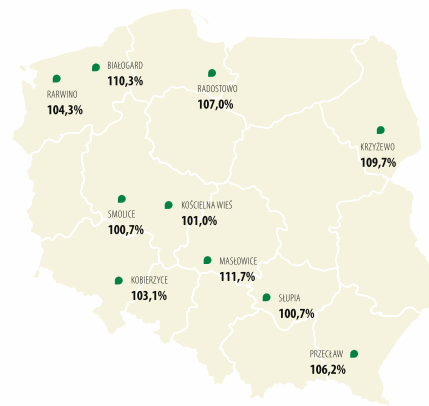 BIAŁOGARD
110,3%
RARWINO
104,3%
RADOSTOWO
107,0%
KRZYŻEWO
109,7%
KOŚCIELNA WIEŚ
101,0%
SMOLICE
100,7%
MASŁOWICE
111,7%
KOBIERZYCE
103,1%
SŁUPIA
100,7%
PRZECŁAW
106,2%